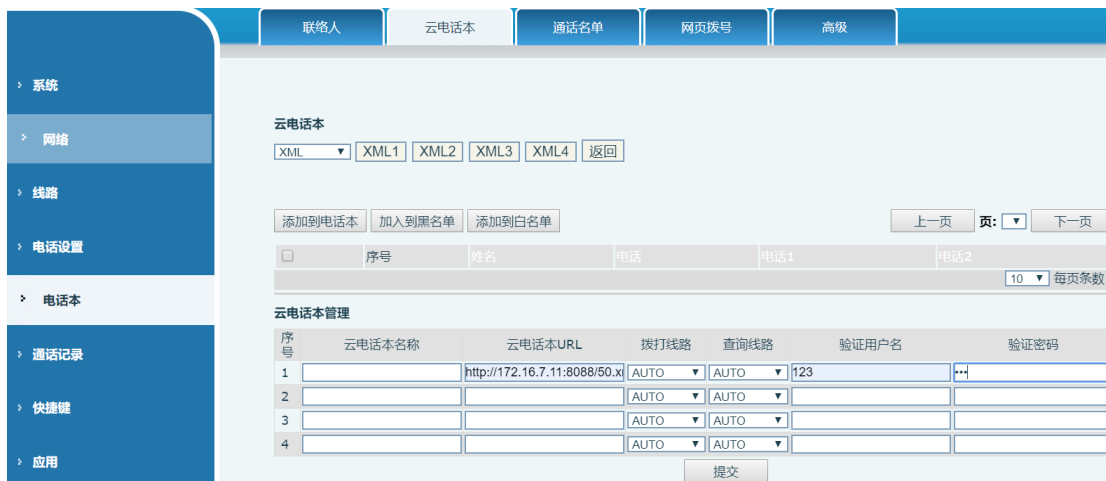 联络人 云电话本 通话名单 网页拨号 高级
系统
网络
线路
电话设置
电话本
通话记录
快捷键
应用
云电话本
XML XML1 XML2 XML3 XML4 返回
添加到电话本 加入到黑名单 添加到白名单 上一页 页: 下一页
序号 姓名 电话 电话1 电话2
10 每页条数
云电话本管理
序号 云电话本名称 云电话本URL 拨打线路 查询线路 验证用户名 验证密码
1 http://172.16.7.11:8088/50.x AUTO AUTO 123 •••
2 AUTO AUTO
3 AUTO AUTO
4 AUTO AUTO
提交